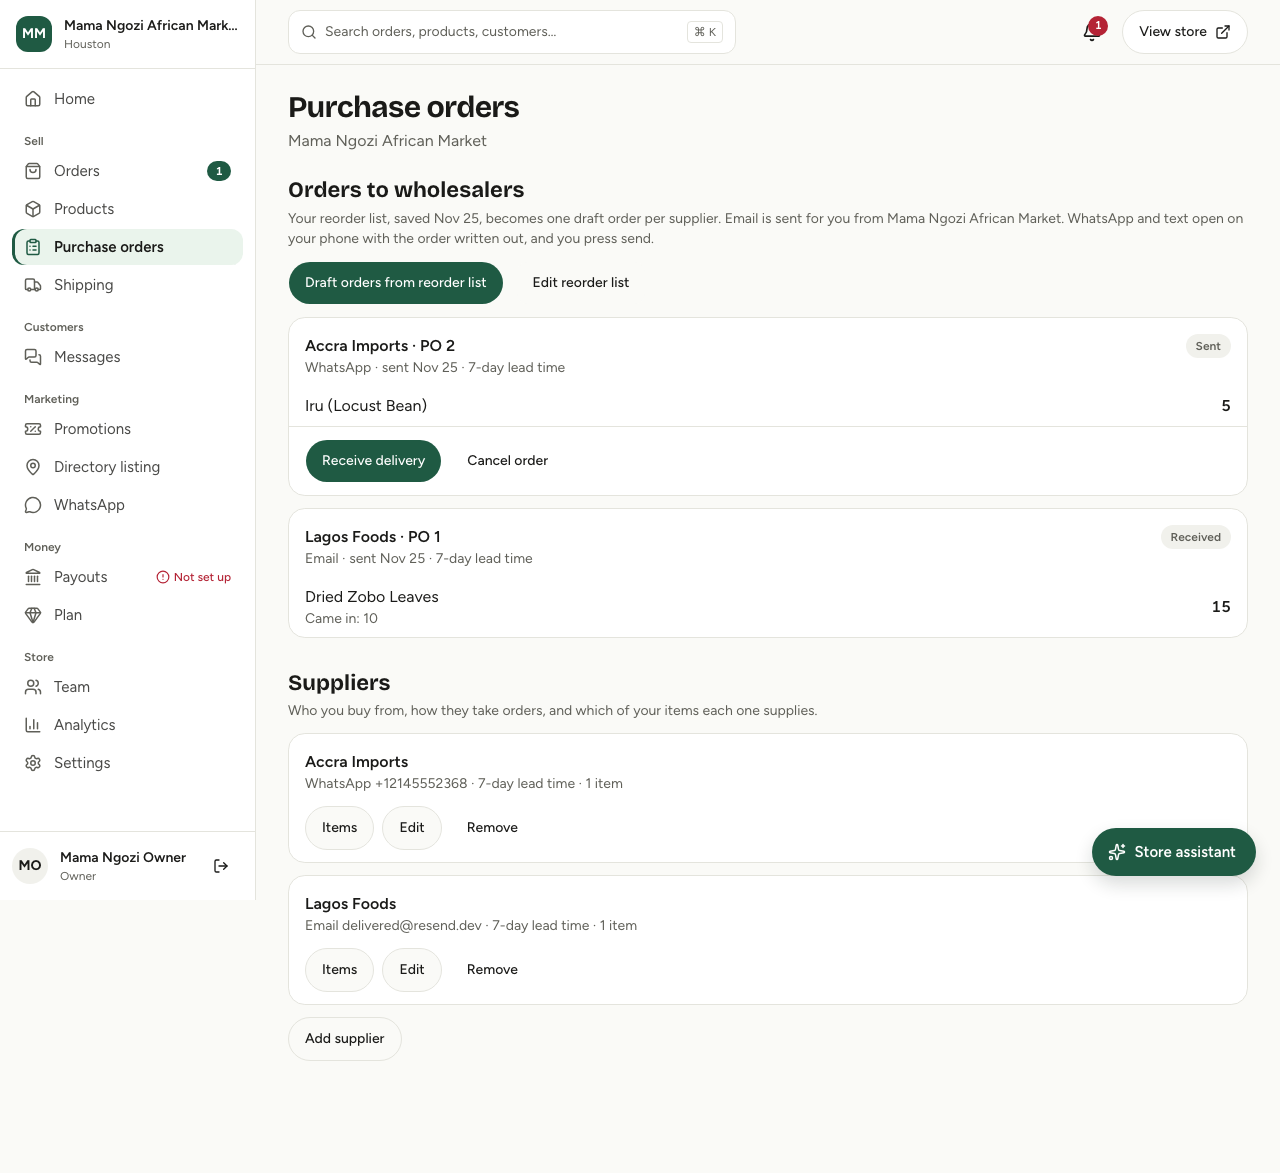 MM
Mama Ngozi African Mark...
Houston
Search orders, products, customers...
⌘ K
1
View store
Home
Sell
Orders
1
Products
Purchase orders
Shipping
Customers
Messages
Marketing
Promotions
Directory listing
WhatsApp
Money
Payouts
Not set up
Plan
Store
Team
Analytics
Settings
MO
Mama Ngozi Owner
Owner
Purchase orders
Mama Ngozi African Market
Orders to wholesalers
Your reorder list, saved Nov 25, becomes one draft order per supplier. Email is sent for you from Mama Ngozi African Market. WhatsApp and text open on
your phone with the order written out, and you press send.
Draft orders from reorder list
Edit reorder list
Accra Imports · PO 2
Sent
WhatsApp · sent Nov 25 · 7-day lead time
Iru (Locust Bean)
5
Receive delivery
Cancel order
Lagos Foods · PO 1
Received
Email · sent Nov 25 · 7-day lead time
Dried Zobo Leaves
Came in: 10
15
Suppliers
Who you buy from, how they take orders, and which of your items each one supplies.
Accra Imports
WhatsApp +12145552368 · 7-day lead time · 1 item
Items
Edit
Remove
Store assistant
Lagos Foods
Email delivered@resend.dev · 7-day lead time · 1 item
Items
Edit
Remove
Add supplier